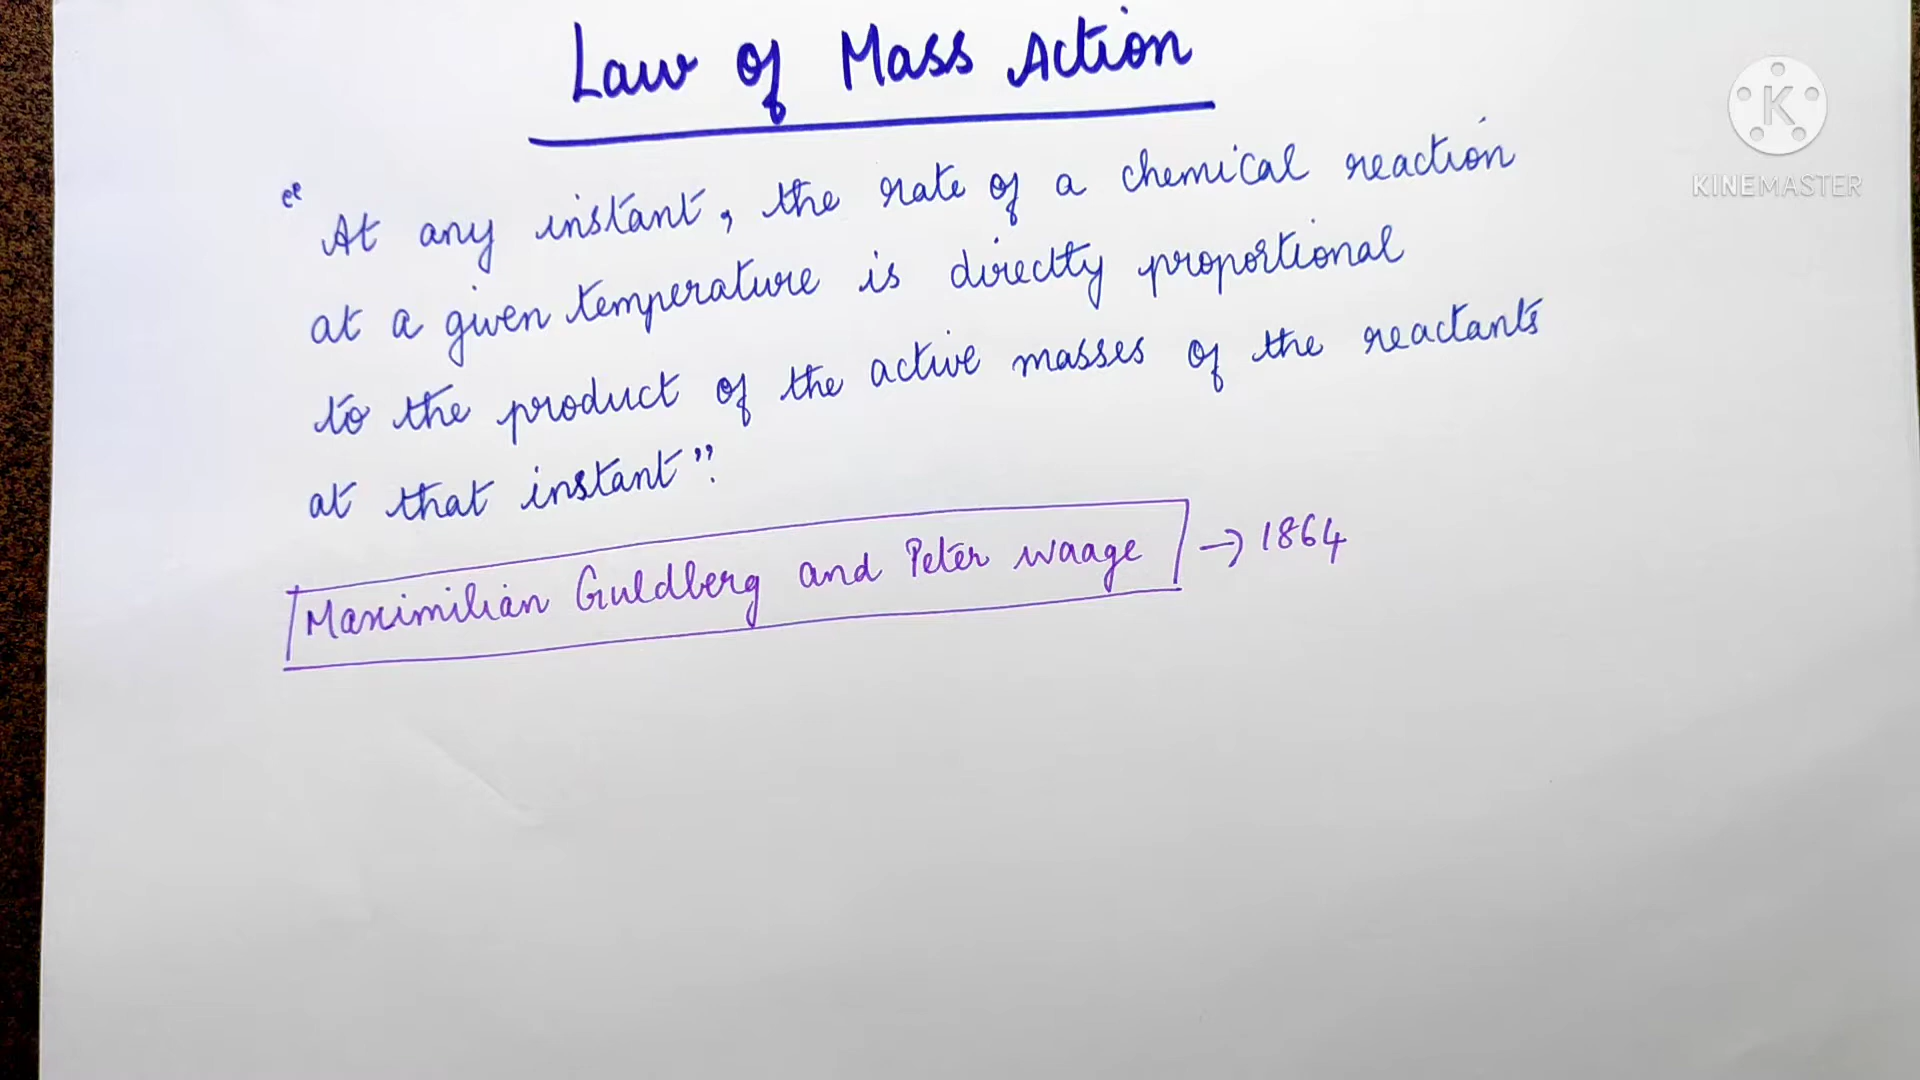 Law of Mass Action
"At any instant, the rate of a chemical reaction
at a given temperature is directly proportional
to the product of the active masses of the reactants
at that instant".
Maximilian Guldberg and Peter waage → 1864
K
KINEMASTER